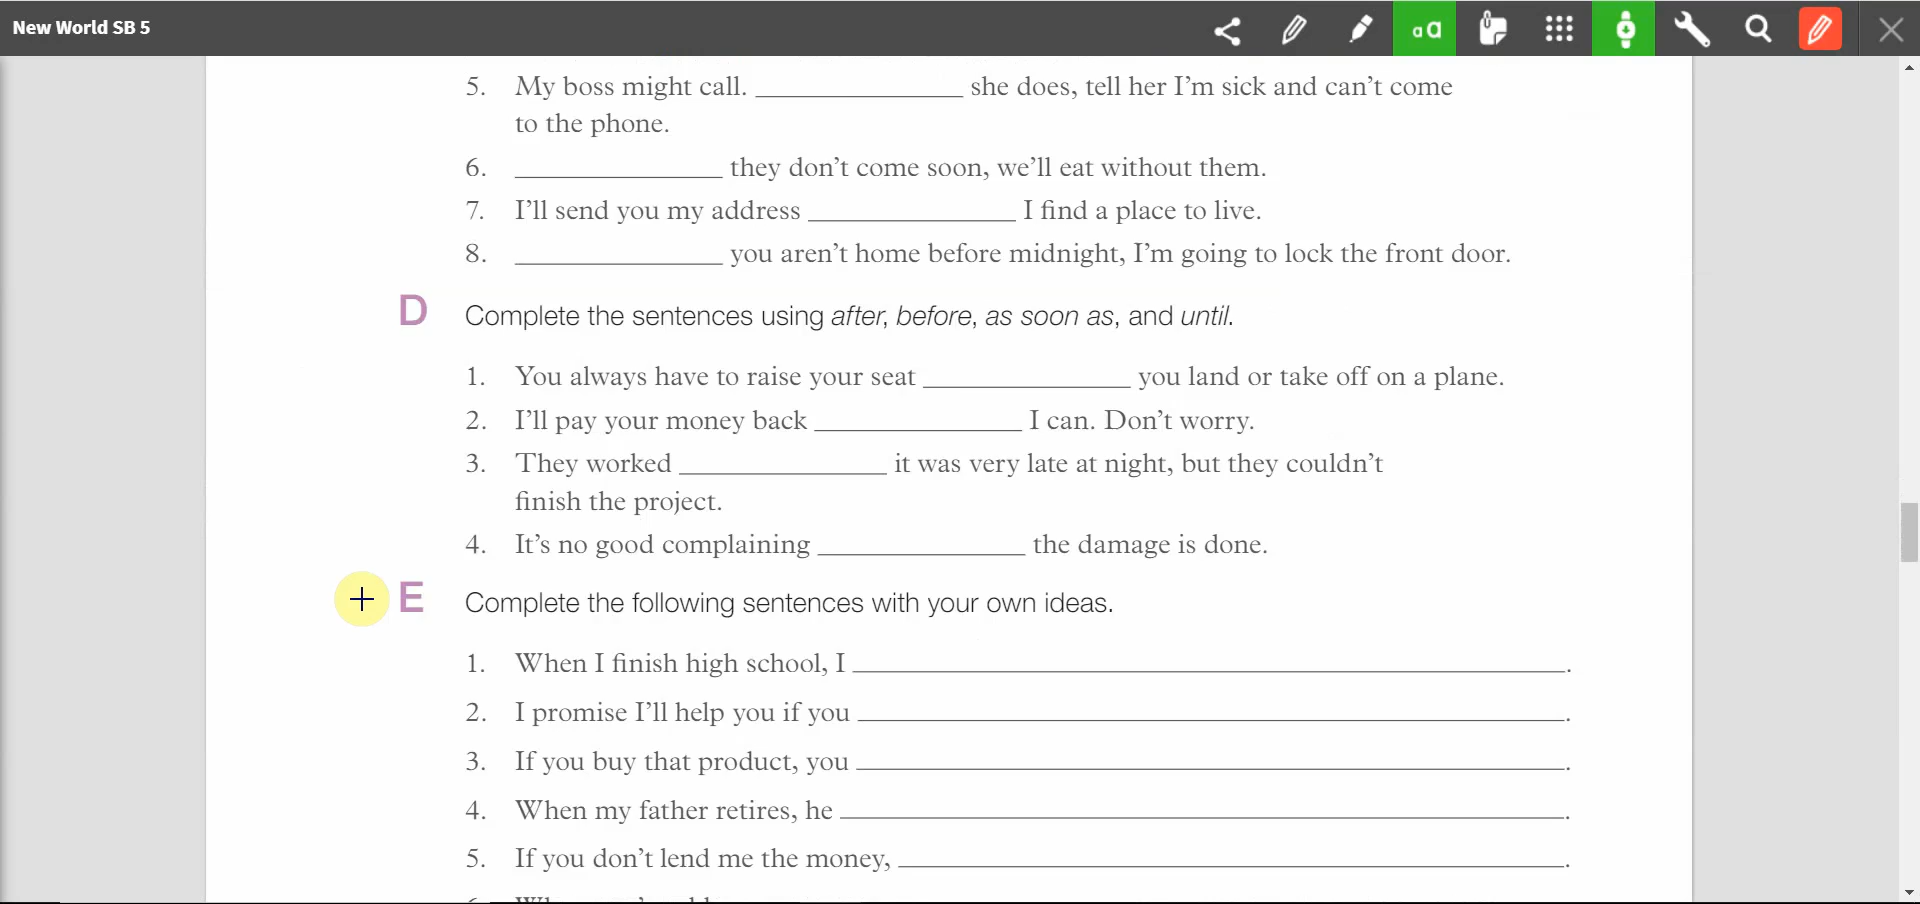 New World SB 5
aa
5. My boss might call. ______________ she does, tell her I’m sick and can’t come
to the phone.
6. ______________ they don’t come soon, we’ll eat without them.
7. I’ll send you my address ______________ I find a place to live.
8. ______________ you aren’t home before midnight, I’m going to lock the front door.
D Complete the sentences using after, before, as soon as, and until.
1. You always have to raise your seat ______________ you land or take off on a plane.
2. I’ll pay your money back ______________ I can. Don’t worry.
3. They worked ______________ it was very late at night, but they couldn’t
finish the project.
4. It’s no good complaining ______________ the damage is done.
E Complete the following sentences with your own ideas.
1. When I finish high school, I ______________.
2. I promise I’ll help you if you ______________.
3. If you buy that product, you ______________.
4. When my father retires, he ______________.
5. If you don’t lend me the money, ______________.